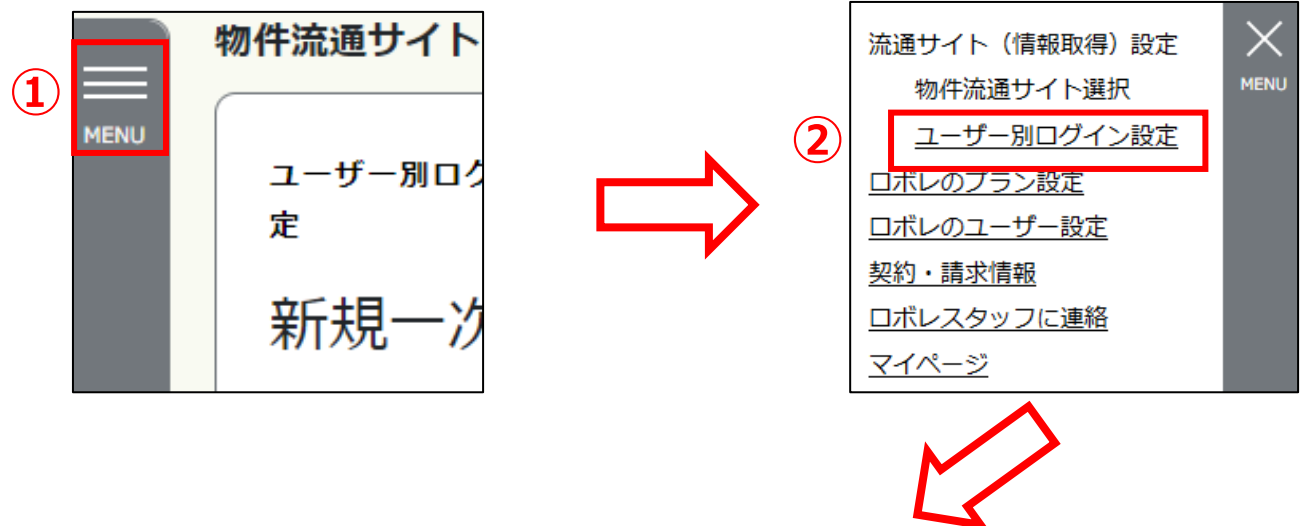 ①
MENU
物件流通サイト
ユーザー別ログ
定
新規一次
②
流通サイト（情報取得）設定
物件流通サイト選択
ユーザー別ログイン設定
ロボレのプラン設定
ロボレのユーザー設定
契約・請求情報
ロボレスタッフに連絡
マイページ
MENU